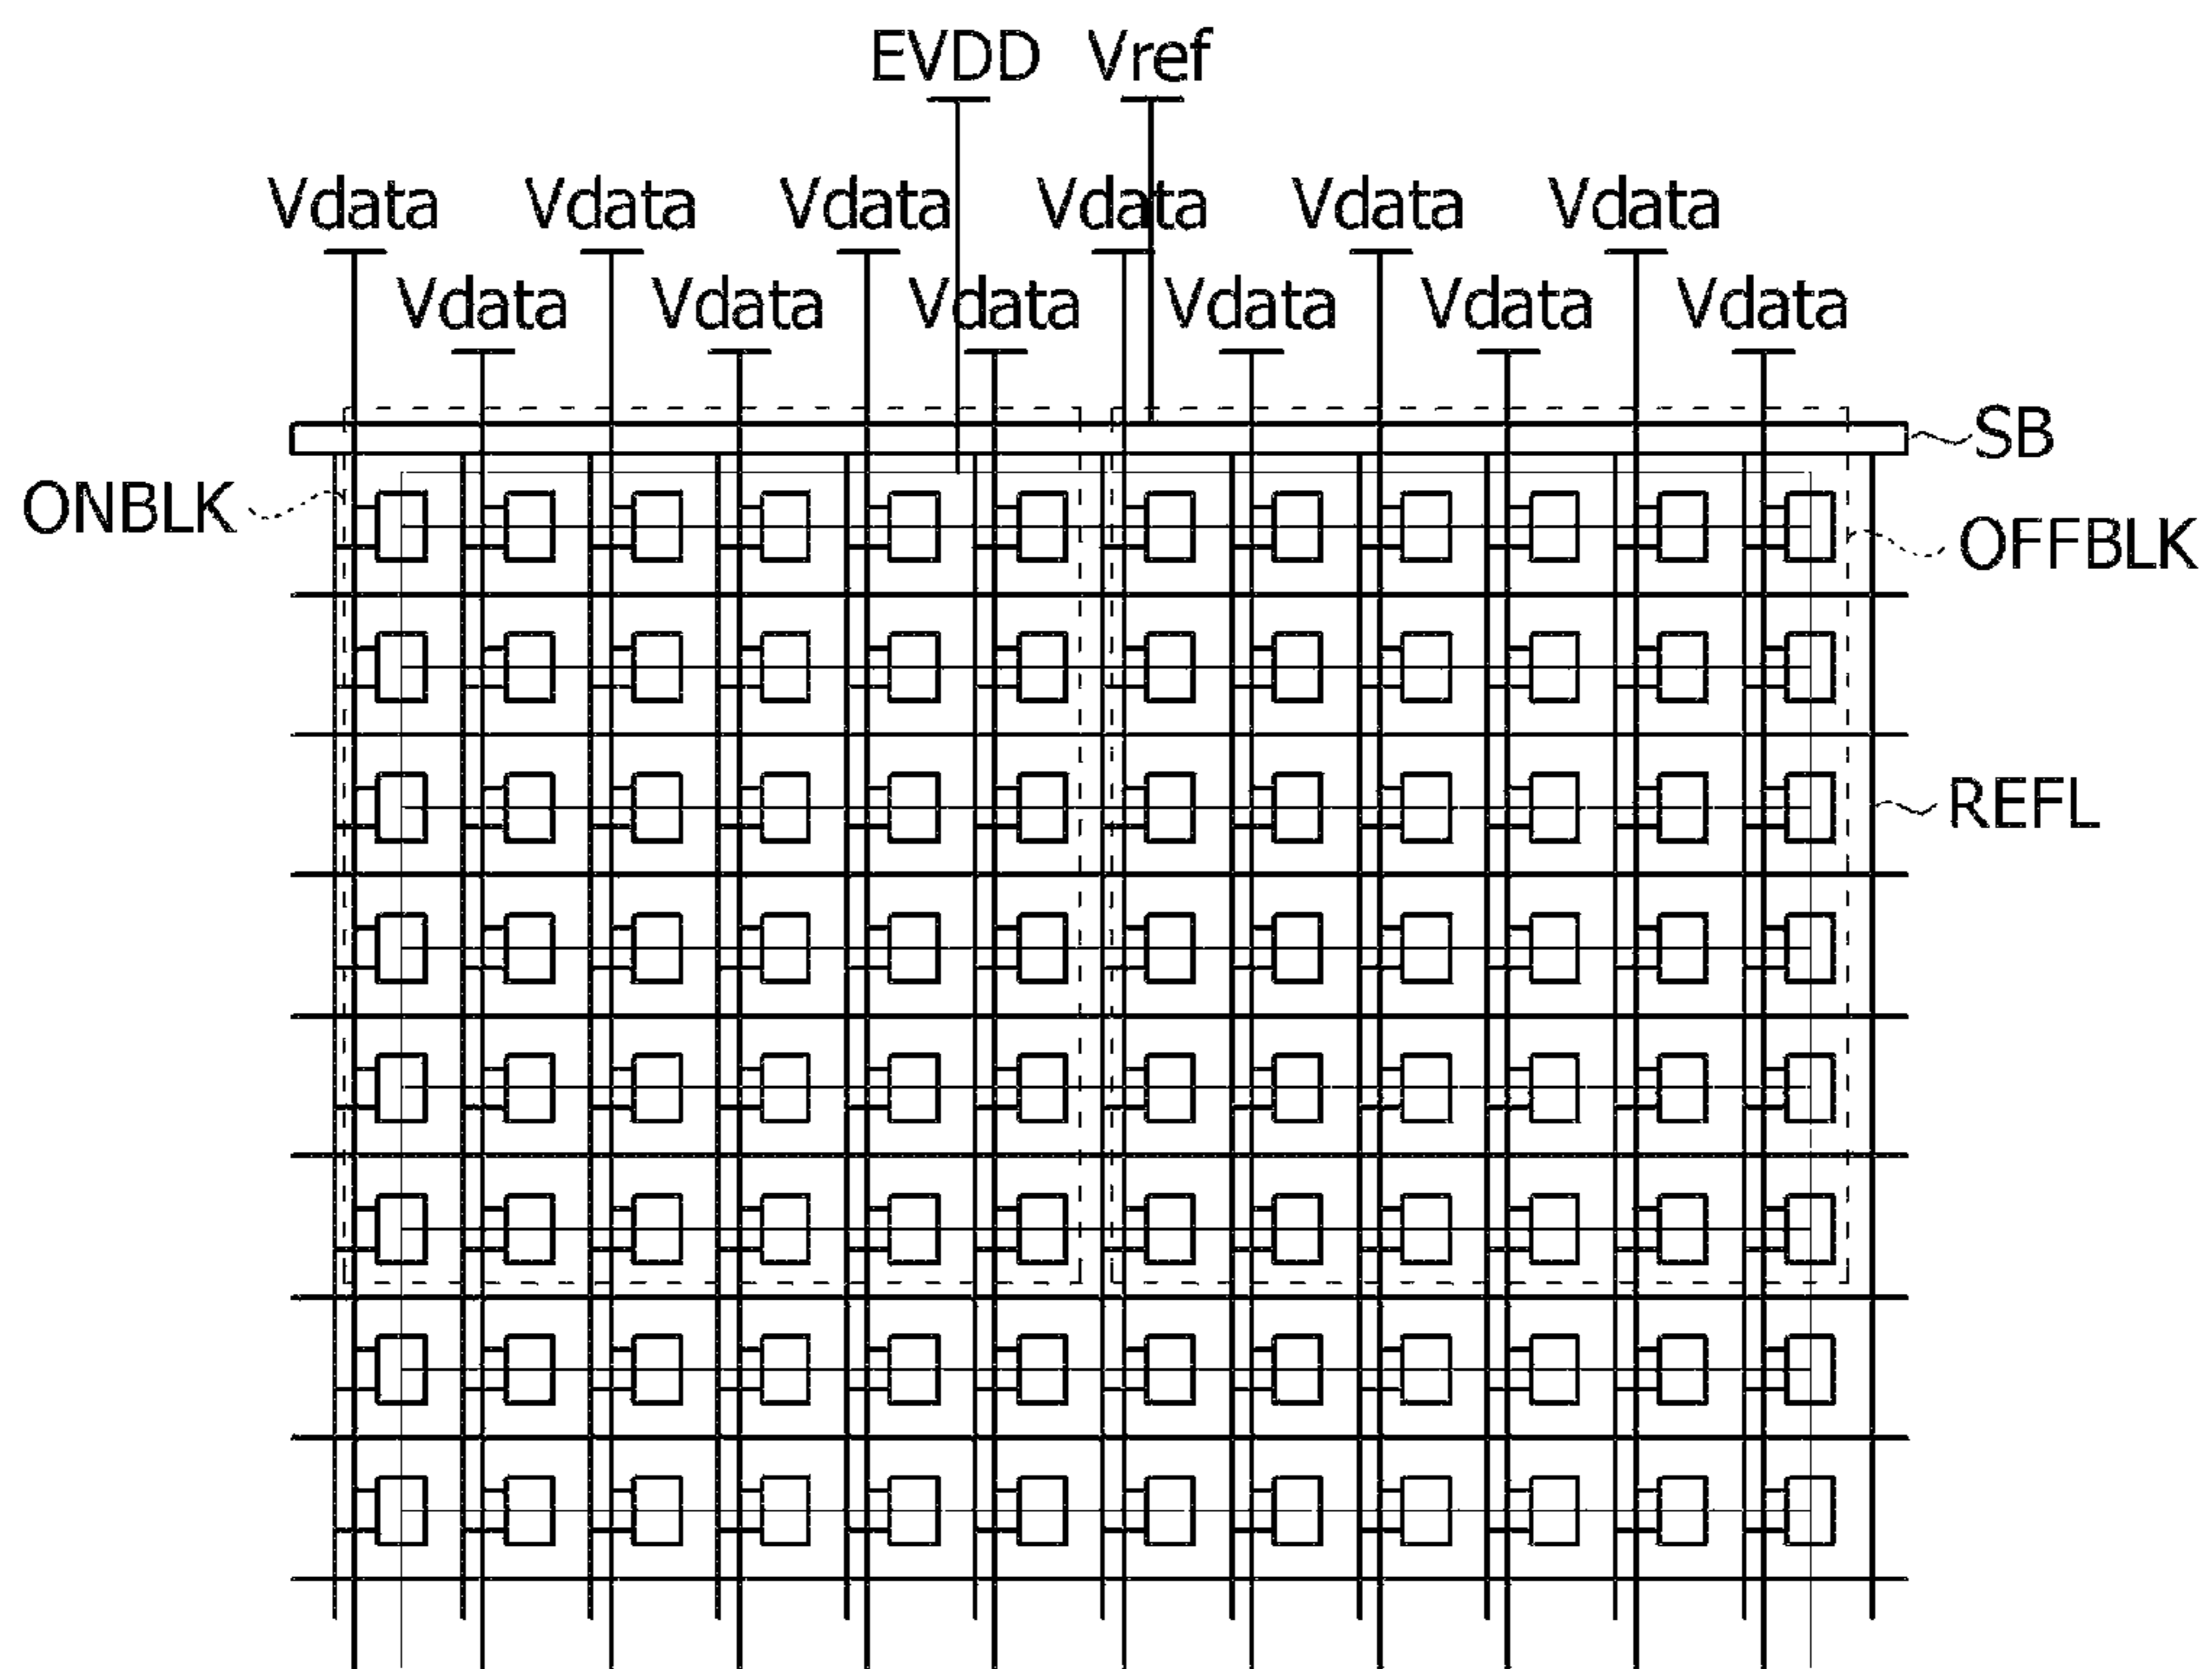 EVDD Vref
Vdata Vdata Vdata Vdata Vdata Vdata
Vdata Vdata Vdata Vdata Vdata Vdata
SB
ONBLK
OFFBLK
REFL